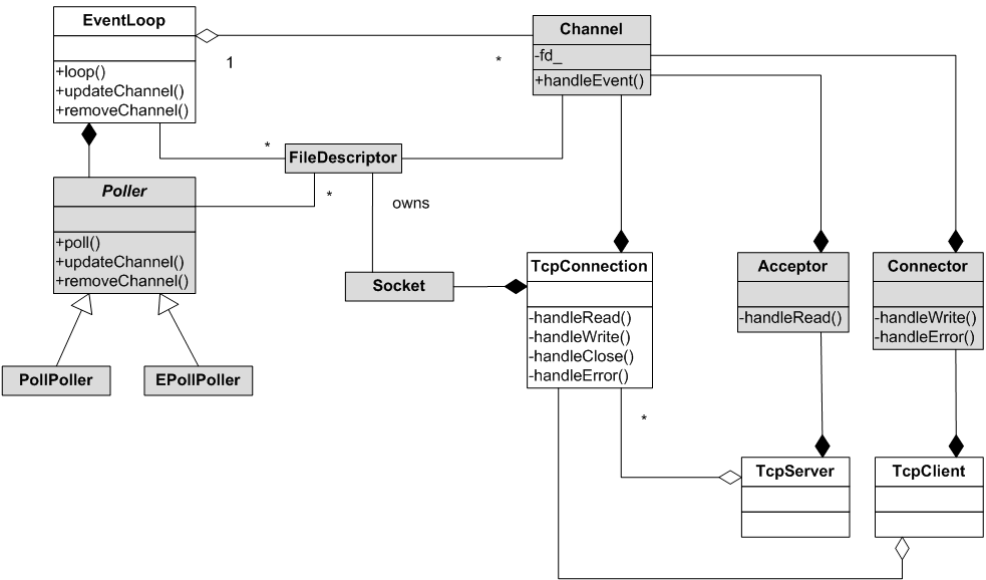 EventLoop
+loop()
+updateChannel()
+removeChannel()
1
*
Channel
-fd_
+handleEvent()
*
FileDescriptor
*
owns
Poller
+poll()
+updateChannel()
+removeChannel()
Socket
TcpConnection
-handleRead()
-handleWrite()
-handleClose()
-handleError()
Acceptor
-handleRead()
Connector
-handleWrite()
-handleError()
PollPoller
EPollPoller
*
TcpServer
TcpClient